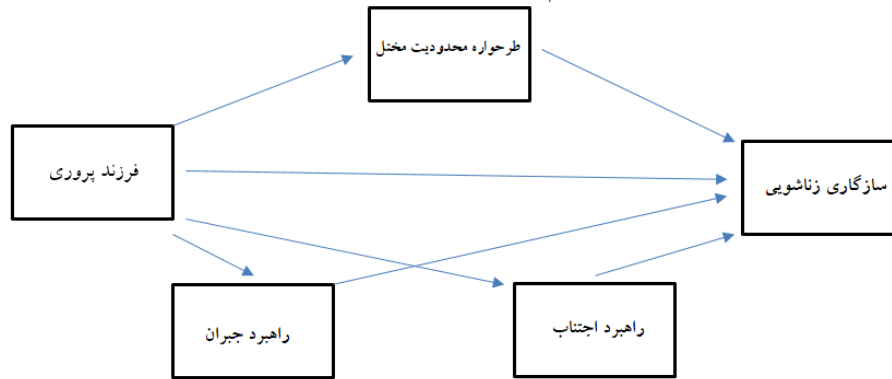 طرحواره محدودیت مختل
فرزند پروری
سازگاری زناشویی
راهبرد اجتناب
راهبرد جبران